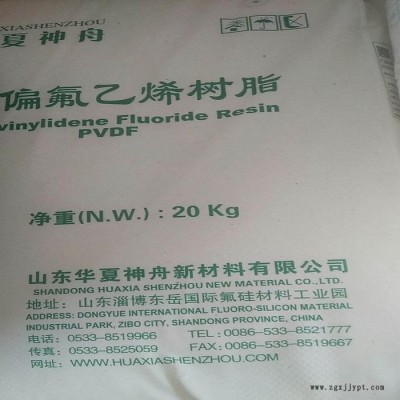 AXIASHENZHOU
夏神舟
偏氟乙烯树脂
vinylidene Fluoride Resin
PVDF
净重(N.W.) : 20 Kg
山东华夏神舟新材料有限公司
SHANDONG HUAXIA SHENZHOU NEW MATERIAL CO.,LTD.
地址: 山东淄博东岳国际氟硅材料工业园
ADDRESS: DONGYUE INTERNATIONAL FLUORO-SILICON MATERIAL
INDUSTRIAL PARK, ZIBO CITY, SHANDONG PROVINCE, CHINA
电话: 0533-8519966 TEL:0086-533-8521777
传真: 0533-8525059 FAX:0086-533-8519667
网址: WWW.HUAXIASHENZHOU.COM
www.zgxjjypt.com